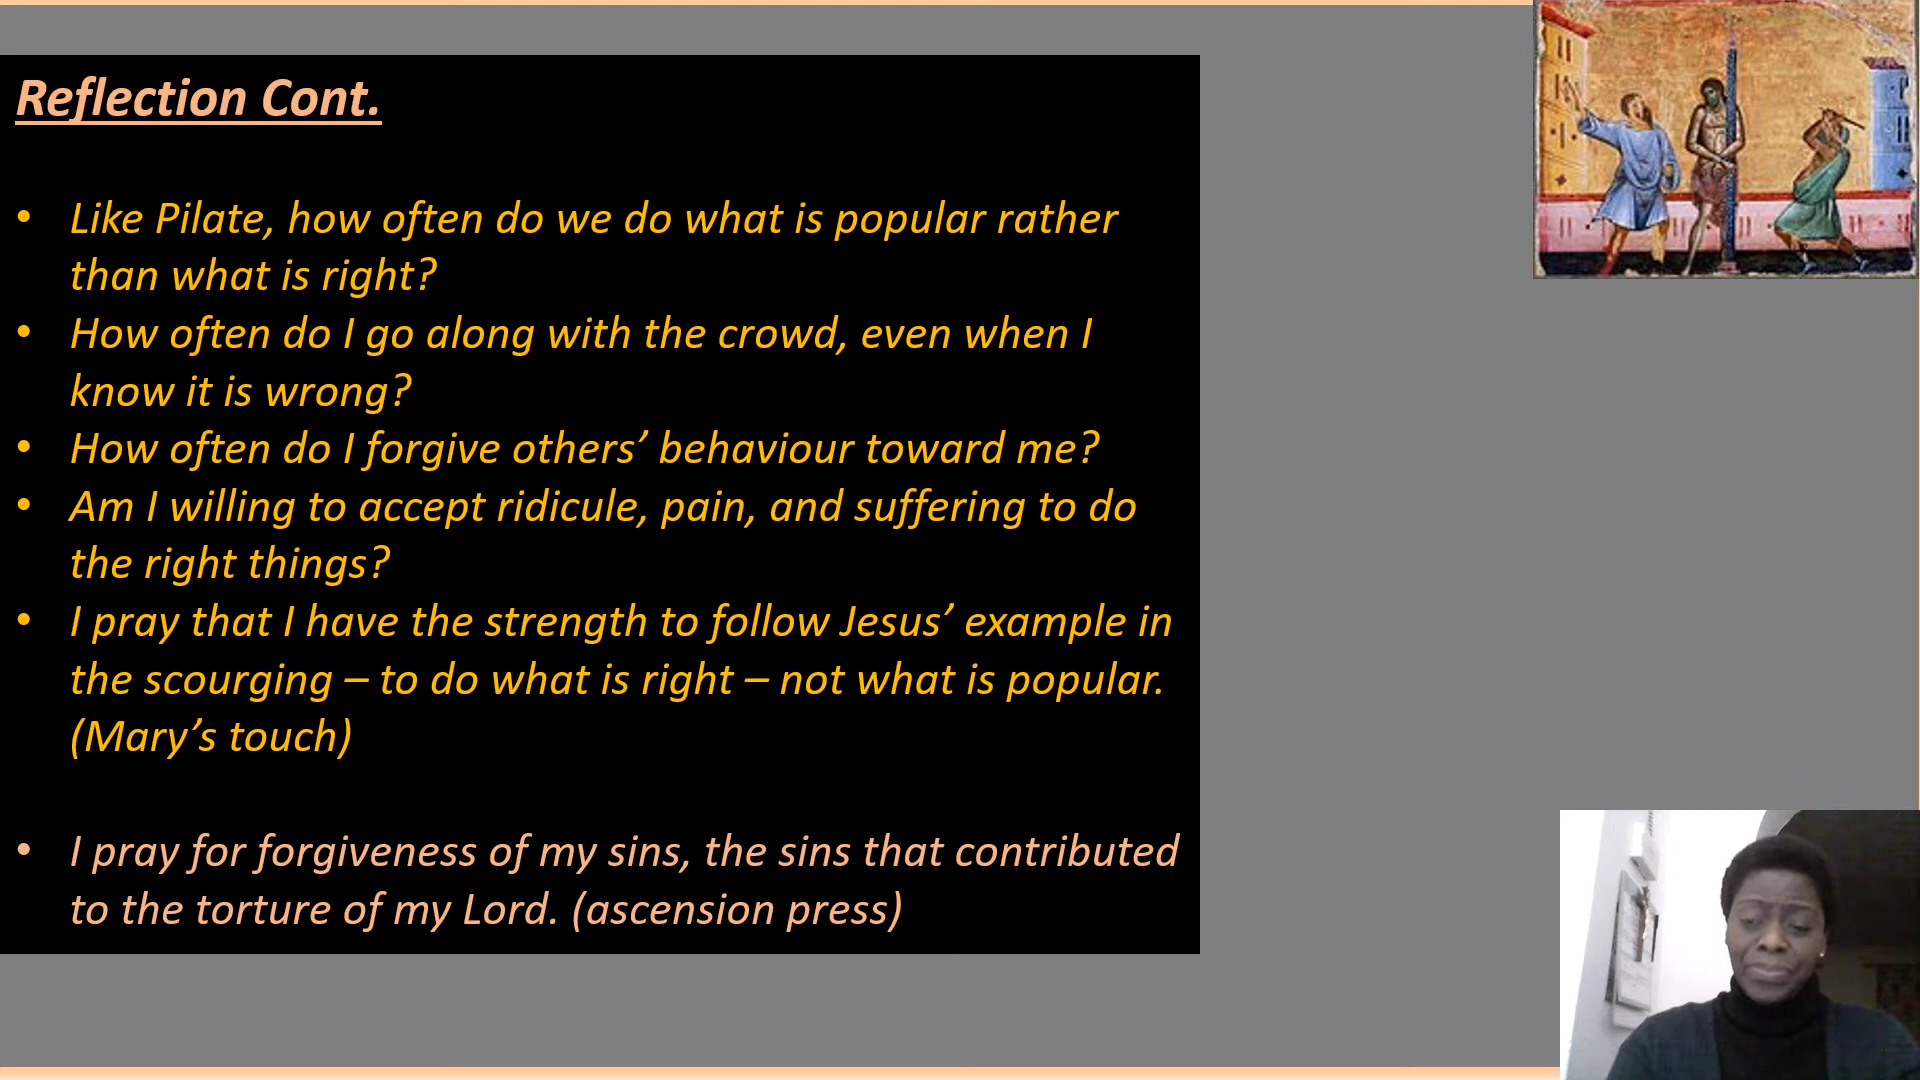 Reflection Cont.
• Like Pilate, how often do we do what is popular rather
than what is right?
• How often do I go along with the crowd, even when I
know it is wrong?
• How often do I forgive others’ behaviour toward me?
• Am I willing to accept ridicule, pain, and suffering to do
the right things?
• I pray that I have the strength to follow Jesus’ example in
the scourging – to do what is right – not what is popular.
(Mary’s touch)
• I pray for forgiveness of my sins, the sins that contributed
to the torture of my Lord. (ascension press)